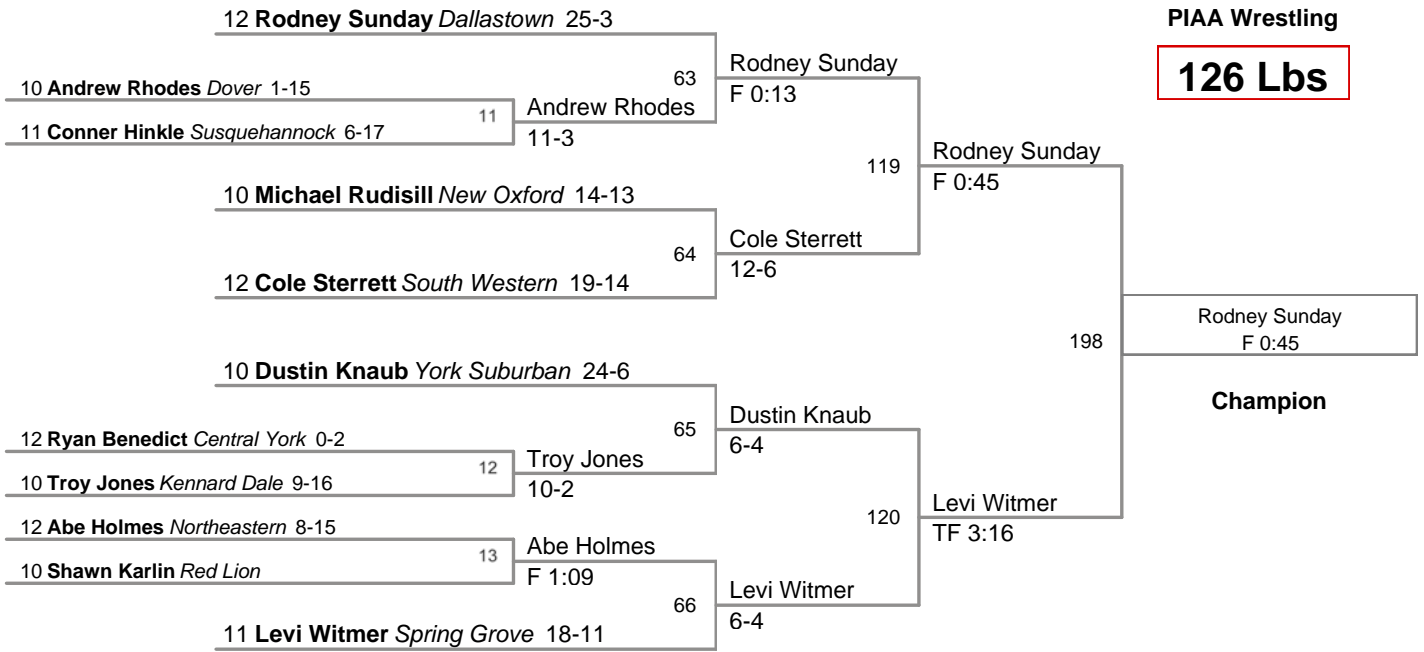 12 Rodney Sunday Dallastown 25-3
PIAA Wrestling
126 Lbs
63
Rodney Sunday
F 0:13
10 Andrew Rhodes Dover 1-15
11
Andrew Rhodes
11-3
11 Conner Hinkle Susquehannock 6-17
119
Rodney Sunday
F 0:45
10 Michael Rudisill New Oxford 14-13
64
Cole Sterrett
12-6
12 Cole Sterrett South Western 19-14
198
Rodney Sunday
F 0:45
Champion
10 Dustin Knaub York Suburban 24-6
65
Dustin Knaub
6-4
12 Ryan Benedict Central York 0-2
12
Troy Jones
10-2
10 Troy Jones Kennard Dale 9-16
120
Levi Witmer
TF 3:16
12 Abe Holmes Northeastern 8-15
13
Abe Holmes
F 1:09
10 Shawn Karlin Red Lion
66
Levi Witmer
6-4
11 Levi Witmer Spring Grove 18-11